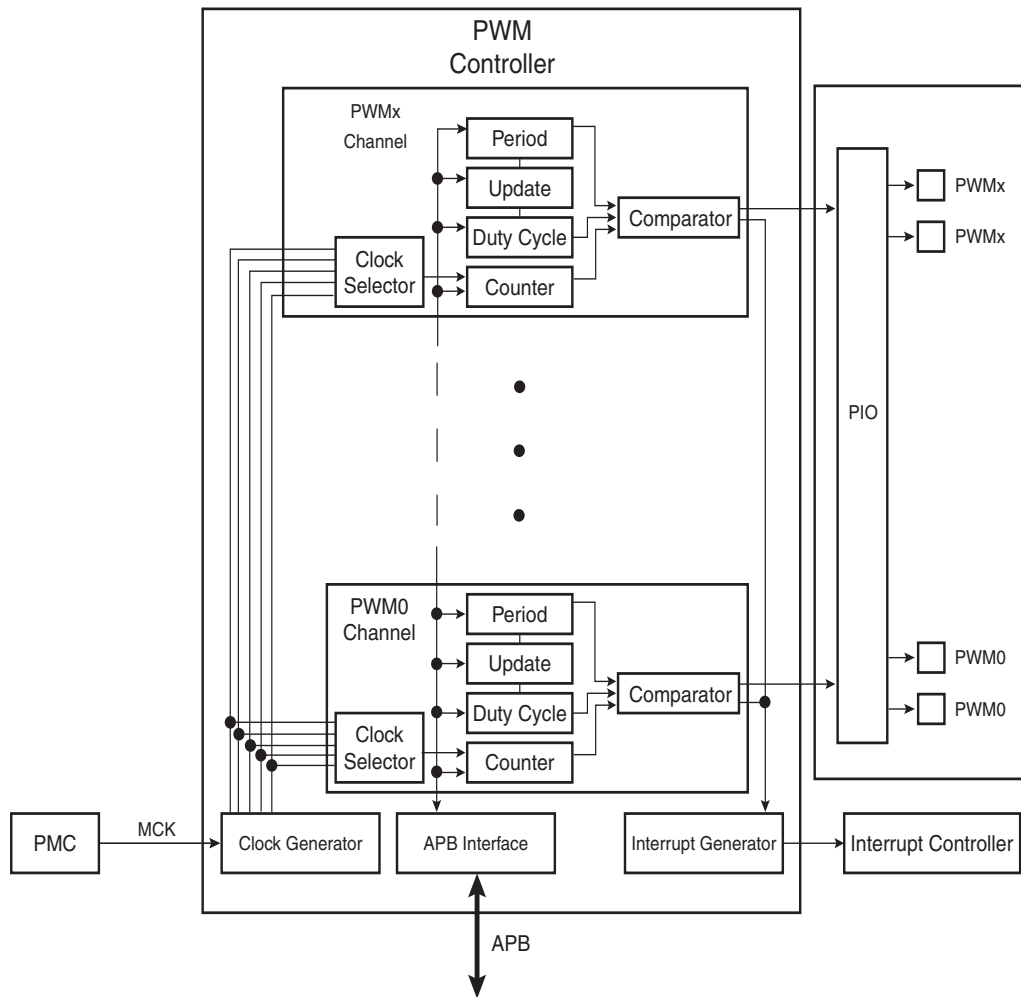 PWM
Controller
PWMx
Channel
Period
Update
Duty Cycle
Clock
Selector
Counter
Comparator
PWMx
PWMx
PIO
PWM0
Channel
Period
Update
Duty Cycle
Clock
Selector
Counter
Comparator
PWM0
PWM0
PMC
MCK
Clock Generator
APB Interface
Interrupt Generator
Interrupt Controller
APB